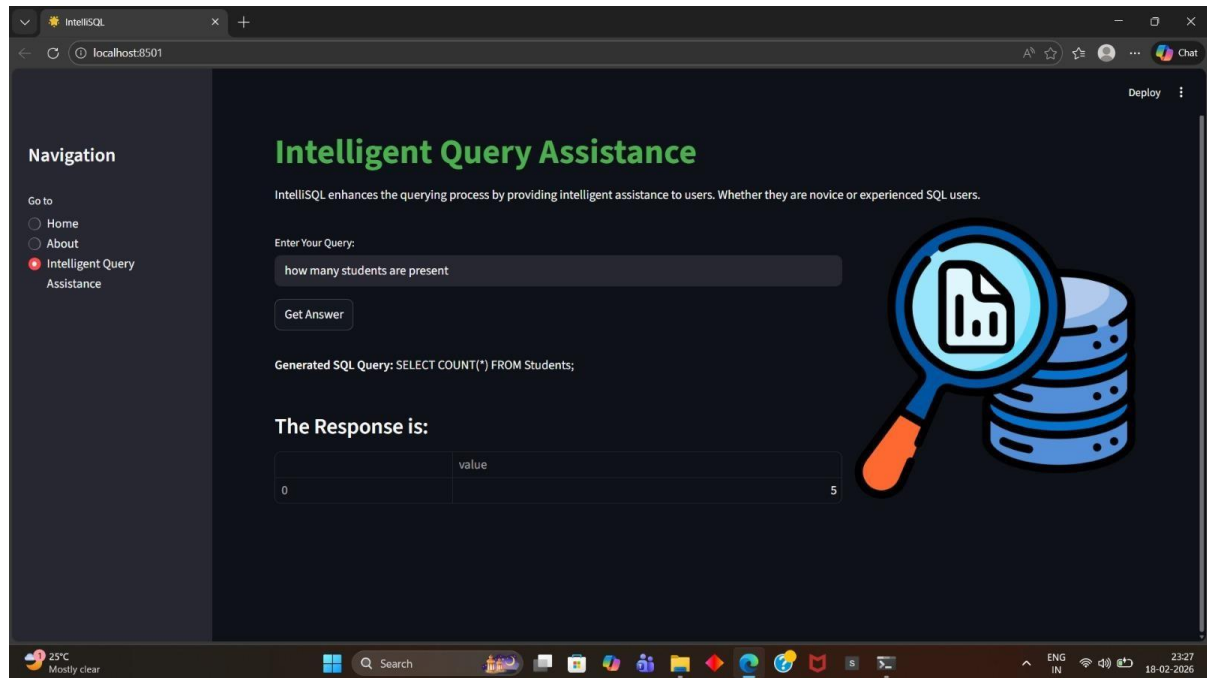 IntelliSQL
localhost:8501
Chat
Deploy
Navigation
Go to
Home
About
Intelligent Query
Assistance
Intelligent Query Assistance
IntelliSQL enhances the querying process by providing intelligent assistance to users. Whether they are novice or experienced SQL users.
Enter Your Query:
how many students are present
Get Answer
Generated SQL Query: SELECT COUNT(*) FROM Students;
The Response is:
value
0 5
1
25°C
Mostly clear
Search
ENG
IN
23:27
18-02-2026